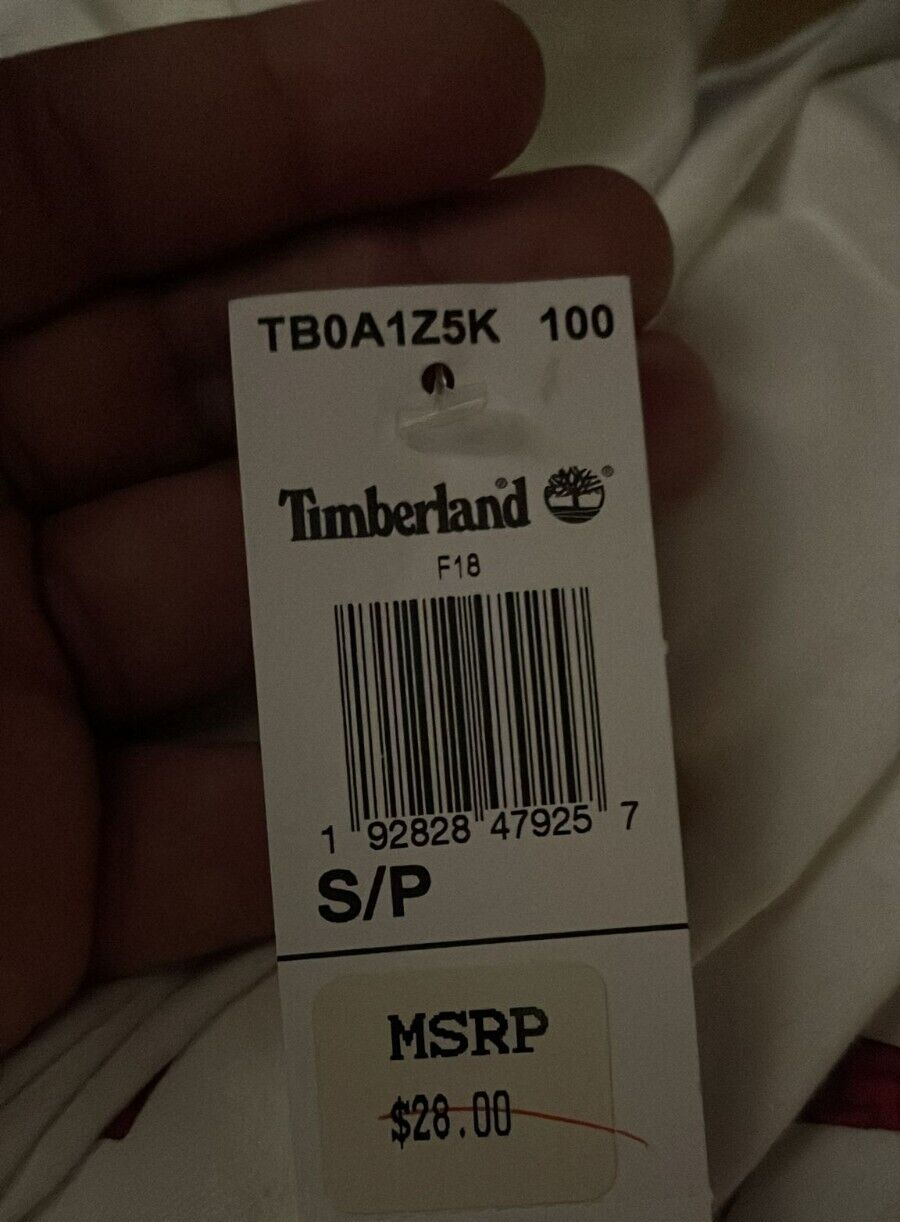 TB0A1Z5K 100
Timberland®
®
F18
1 92828 47925 7
S/P
MSRP
$28.00